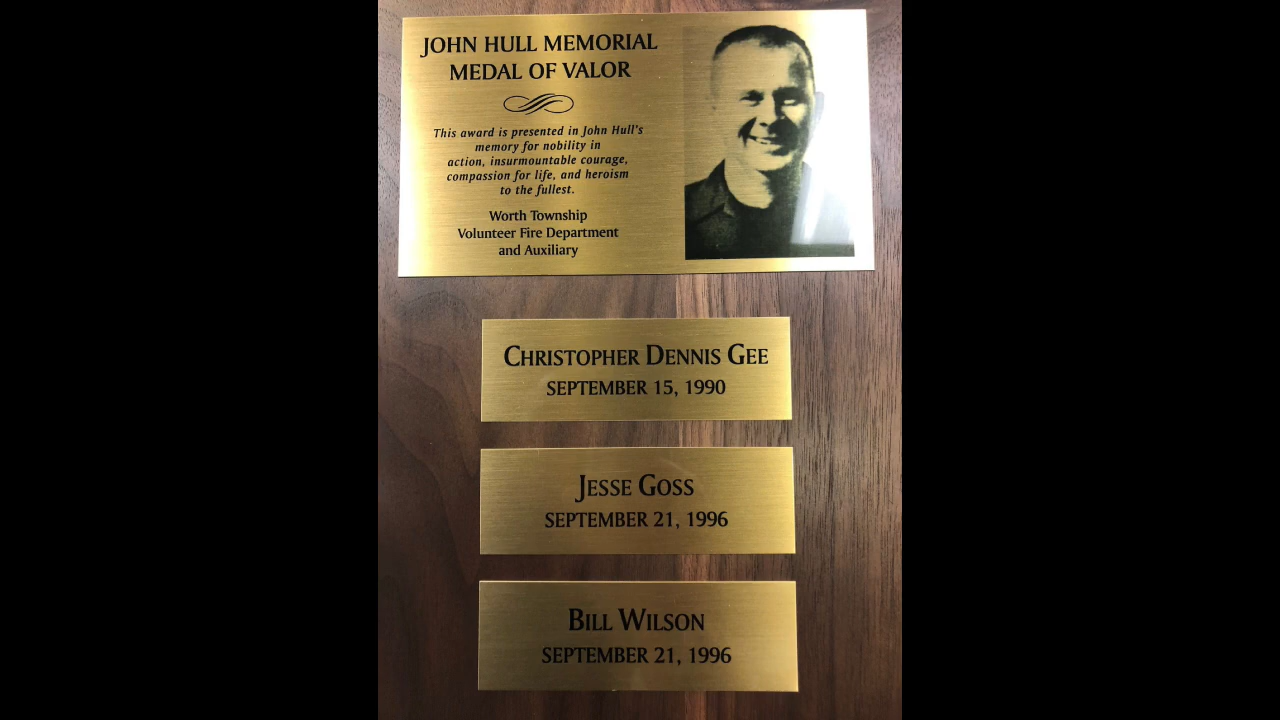 JOHN HULL MEMORIAL
MEDAL OF VALOR
This award is presented in John Hull's
memory for nobility in
action, insurmountable courage,
compassion for life, and heroism
to the fullest.
Worth Township
Volunteer Fire Department
and Auxiliary
CHRISTOPHER DENNIS GEE
SEPTEMBER 15, 1990
JESSE GOSS
SEPTEMBER 21, 1996
BILL WILSON
SEPTEMBER 21, 1996